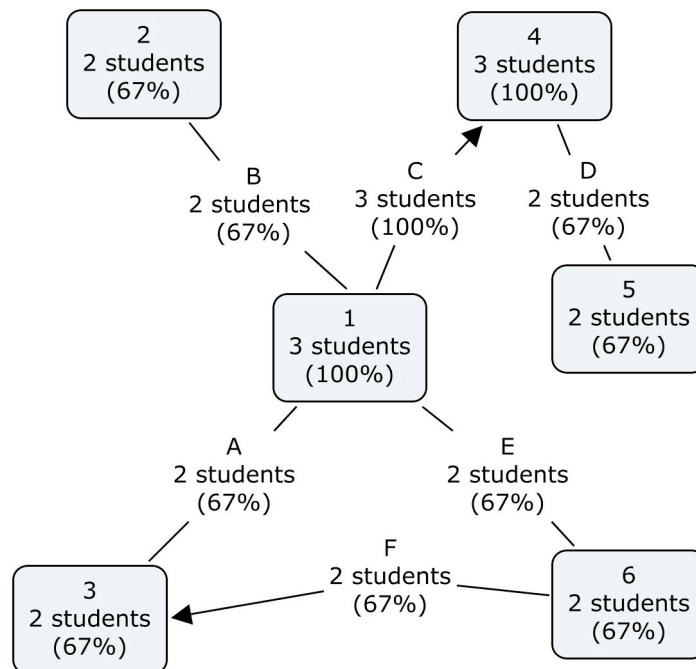 2
2 students
(67%)
4
3 students
(100%)
B
2 students
(67%)
C
3 students
(100%)
D
2 students
(67%)
1
3 students
(100%)
5
2 students
(67%)
A
2 students
(67%)
E
2 students
(67%)
F
2 students
(67%)
3
2 students
(67%)
6
2 students
(67%)